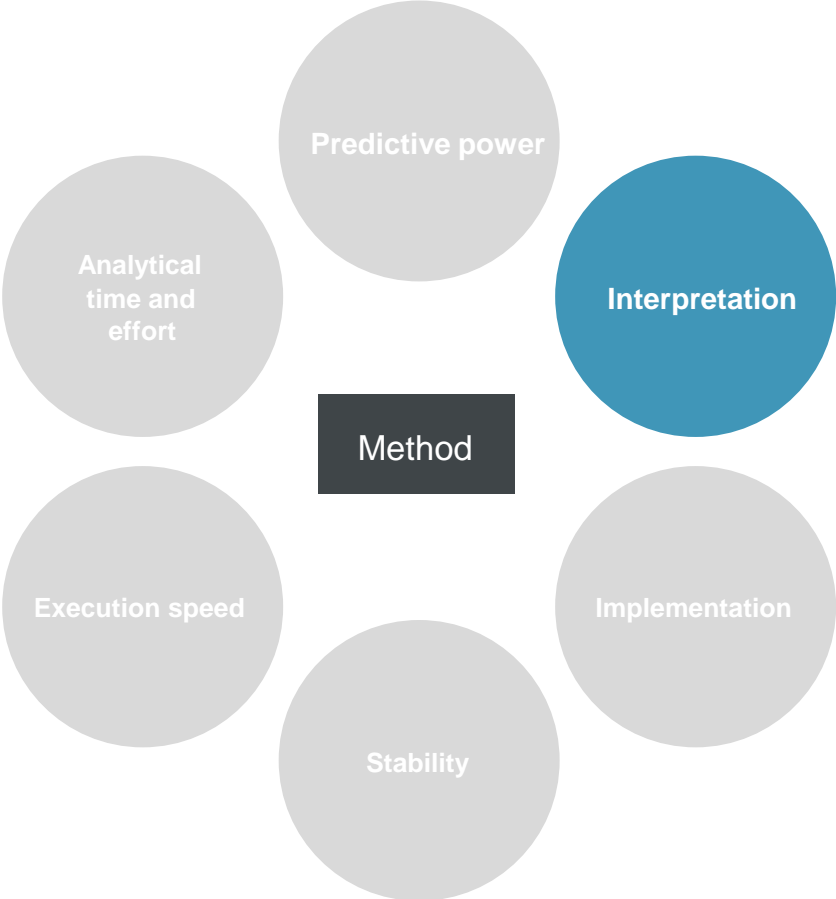 Predictive power
Analytical
time and
effort
Interpretation
Method
Execution speed
Implementation
Stability